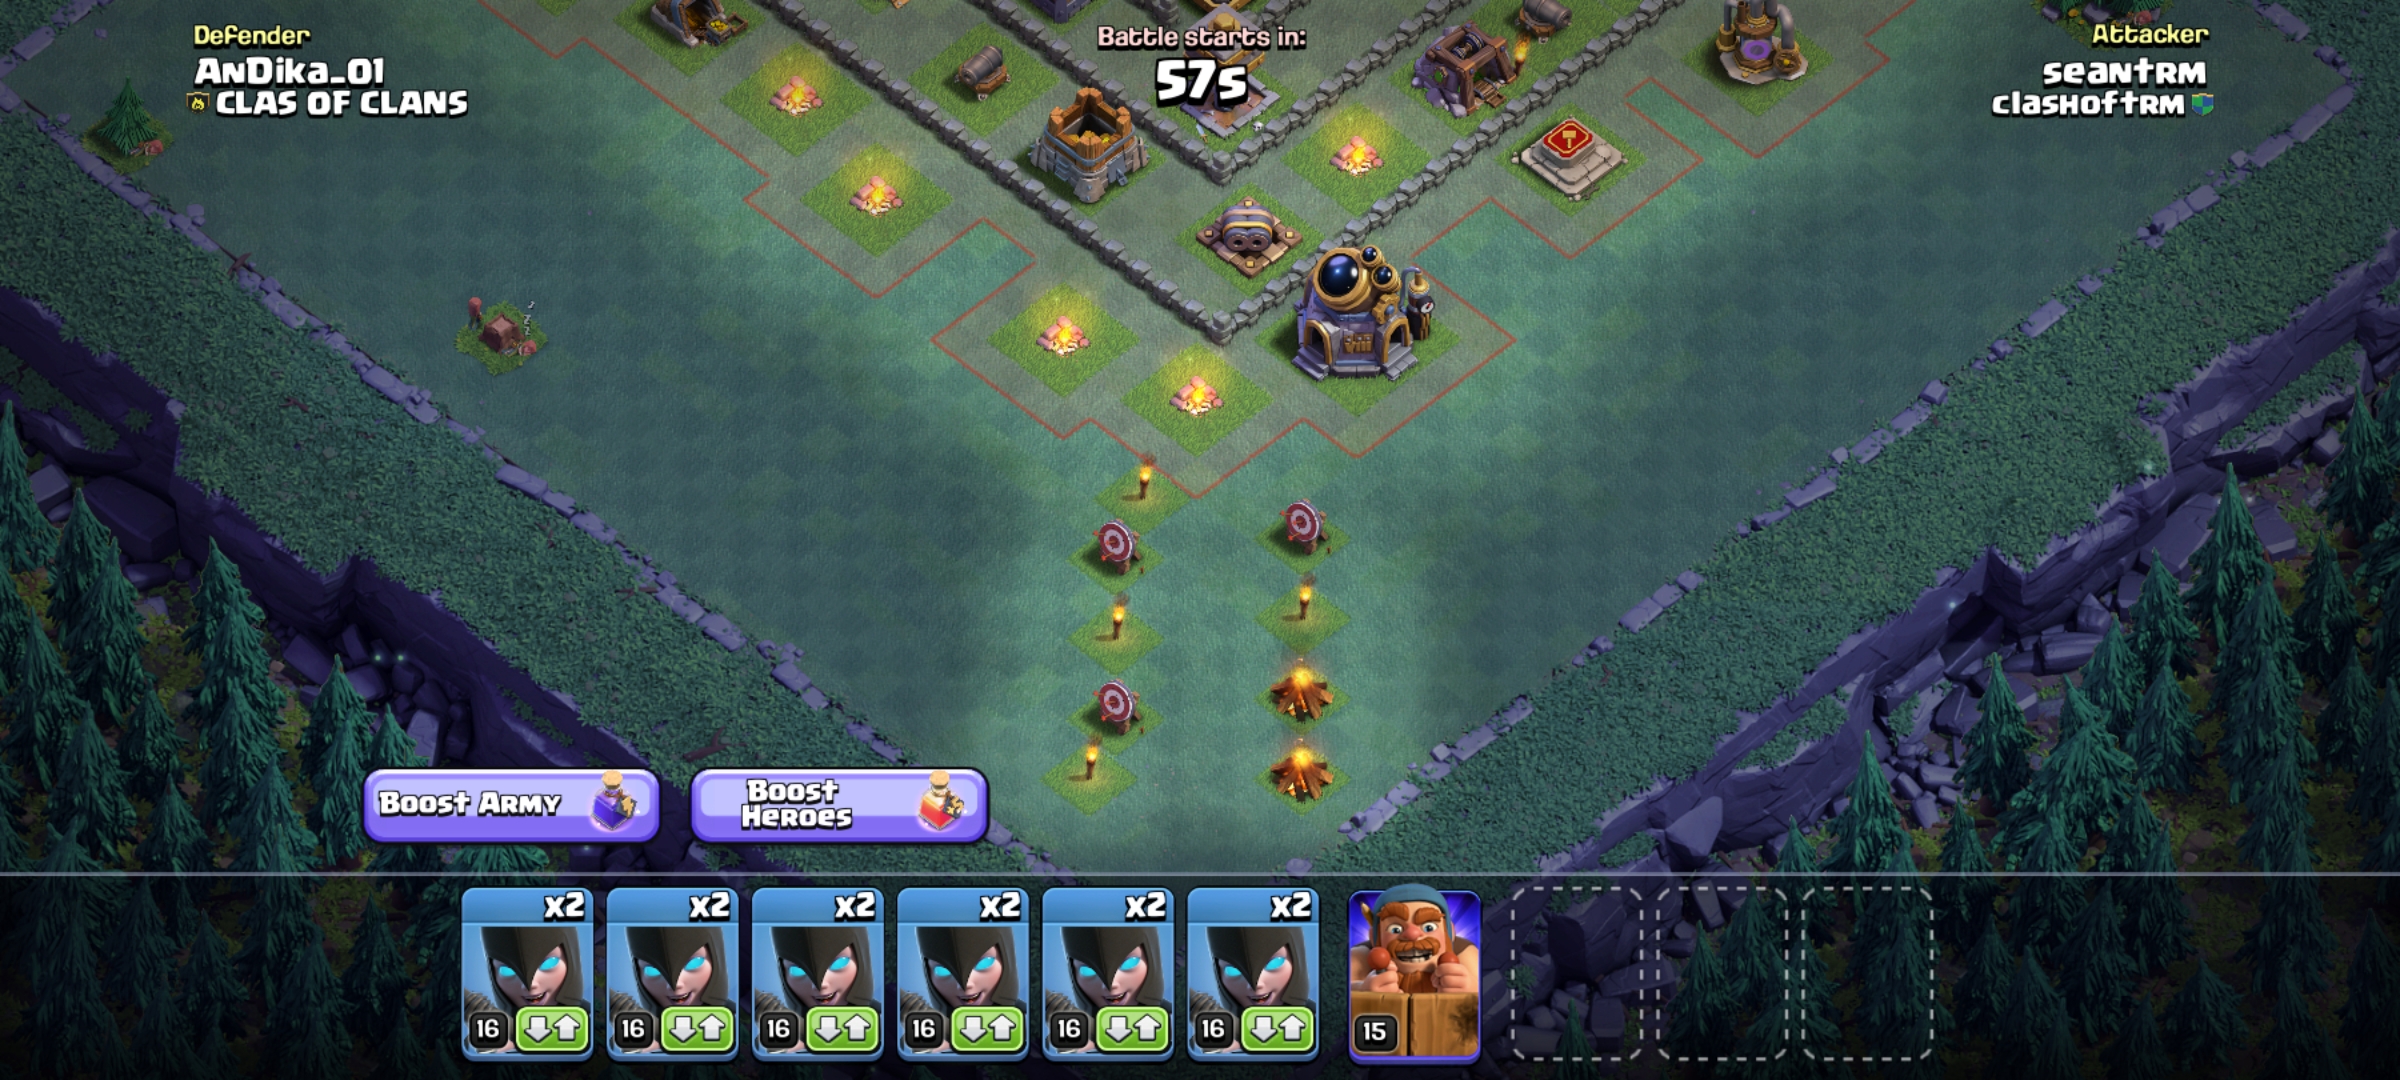 Defender
AnDika_01
CLAS OF CLANS
Battle starts in:
57s
Attacker
seantRM
clashoftRM
VIII
Boost Army
Boost
Heroes
x2
x2
x2
x2
x2
x2
16
16
16
16
16
16
15